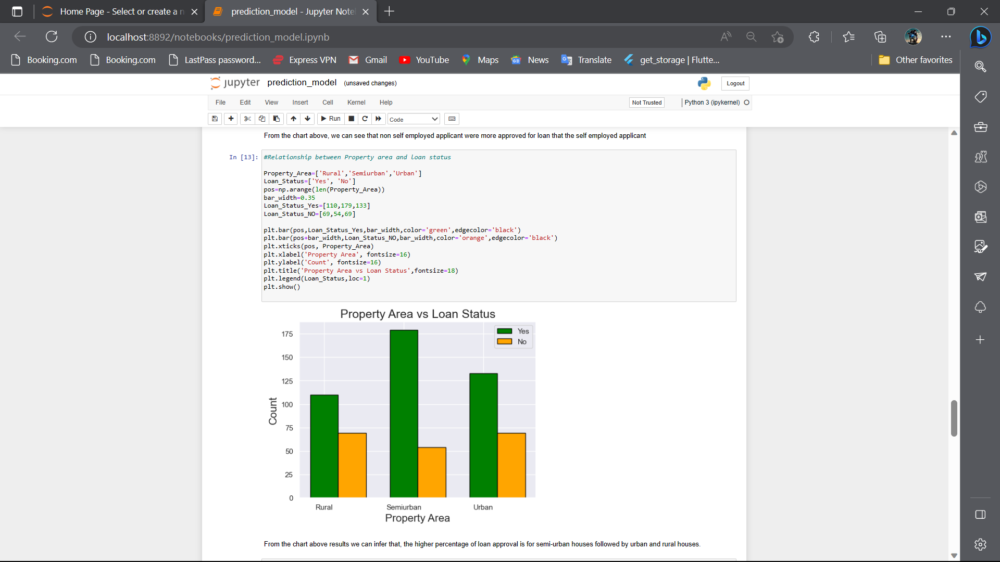 Home Page - Select or create a n
prediction_model - Jupyter Note
localhost:8892/notebooks/prediction_model.ipynb
Booking.com
Booking.com
LastPass password...
Express VPN
Gmail
YouTube
Maps
News
Translate
get_storage | Flutte...
Other favorites
jupyter prediction_model (unsaved changes)
Logout
File Edit View Insert Cell Kernel Help
Not Trusted
Python 3 (ipykernel)
Run
Code
From the chart above, we can see that non self employed applicant were more approved for loan that the self employed applicant
In [13]:
#Relationship between Property area and loan status
Property_Area=['Rural','Semiurban','Urban']
Loan_Status=['Yes', 'No']
pos=np.arange(len(Property_Area))
bar_width=0.35
Loan_Status_Yes=[110,179,133]
Loan_Status_NO=[69,54,69]
plt.bar(pos,Loan_Status_Yes,bar_width,color='green',edgecolor='black')
plt.bar(pos+bar_width,Loan_Status_NO,bar_width,color='orange',edgecolor='black')
plt.xticks(pos, Property_Area)
plt.xlabel('Property Area', fontsize=16)
plt.ylabel('Count', fontsize=16)
plt.title('Property Area vs Loan Status',fontsize=18)
plt.legend(Loan_Status,loc=1)
plt.show()
Property Area vs Loan Status
Yes
No
175
150
125
100
75
50
25
0
Count
Rural
Semiurban
Urban
Property Area
From the chart above results we can infer that, the higher percentage of loan approval is for semi-urban houses followed by urban and rural houses.